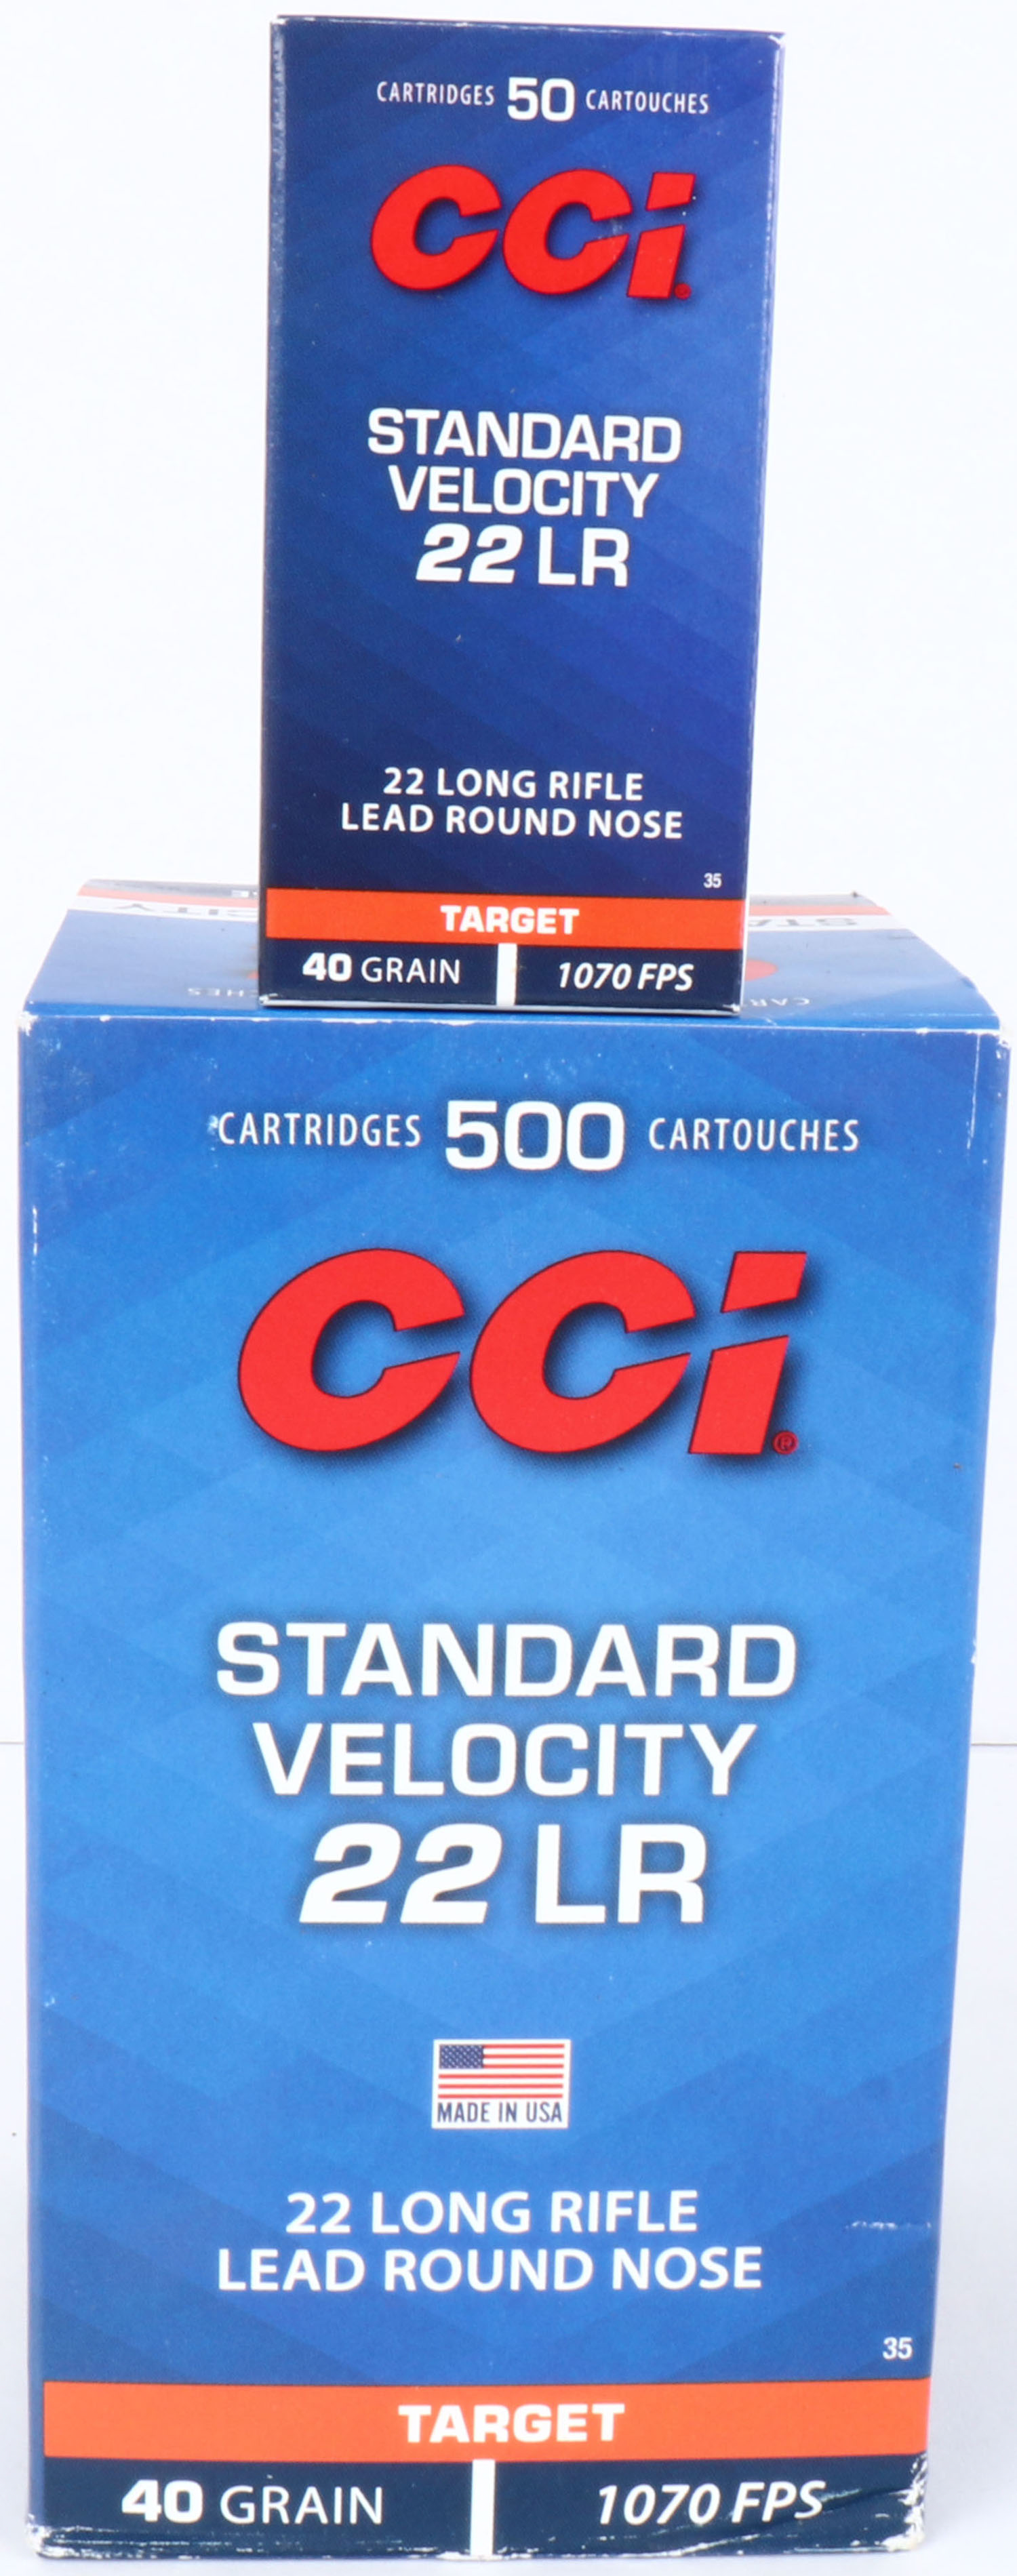 CARTRIDGES 50 CARTOUCHES
CCi®
STANDARD
VELOCITY
22 LR
22 LONG RIFLE
LEAD ROUND NOSE
35
TARGET
40 GRAIN 1070 FPS
CARTRIDGES 500 CARTOUCHES
CCi®
STANDARD
VELOCITY
22 LR
MADE IN USA
22 LONG RIFLE
LEAD ROUND NOSE
35
TARGET
40 GRAIN 1070 FPS